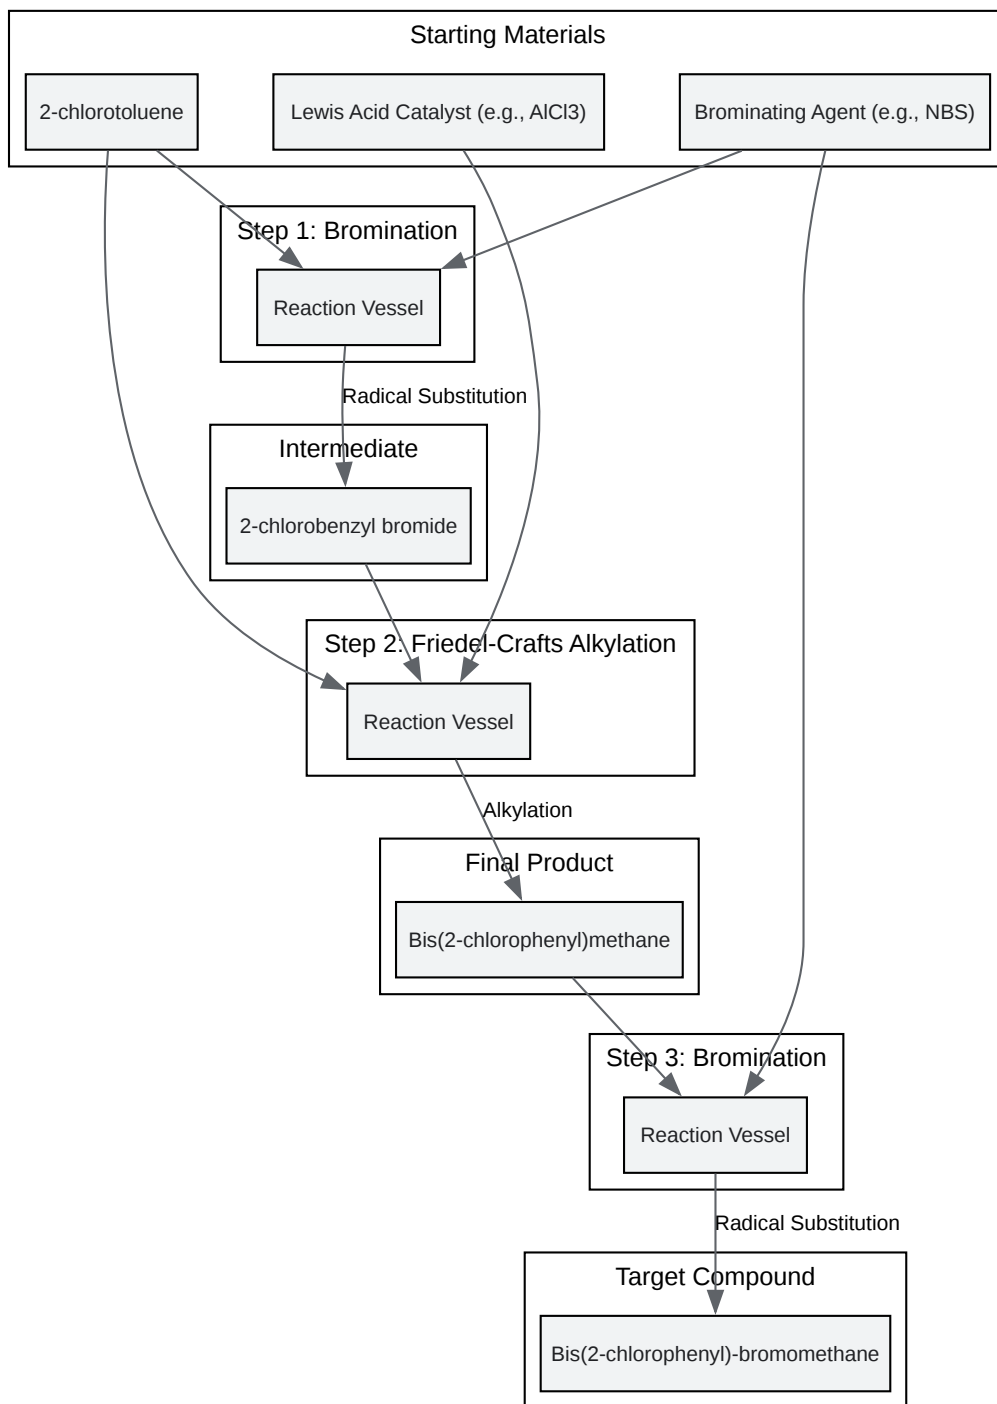 Starting Materials
2-chlorotoluene
Lewis Acid Catalyst (e.g., AlCl3)
Brominating Agent (e.g., NBS)
Step 1: Bromination
Reaction Vessel
Radical Substitution
Intermediate
2-chlorobenzyl bromide
Step 2: Friedel-Crafts Alkylation
Reaction Vessel
Alkylation
Final Product
Bis(2-chlorophenyl)methane
Step 3: Bromination
Reaction Vessel
Radical Substitution
Target Compound
Bis(2-chlorophenyl)-bromomethane